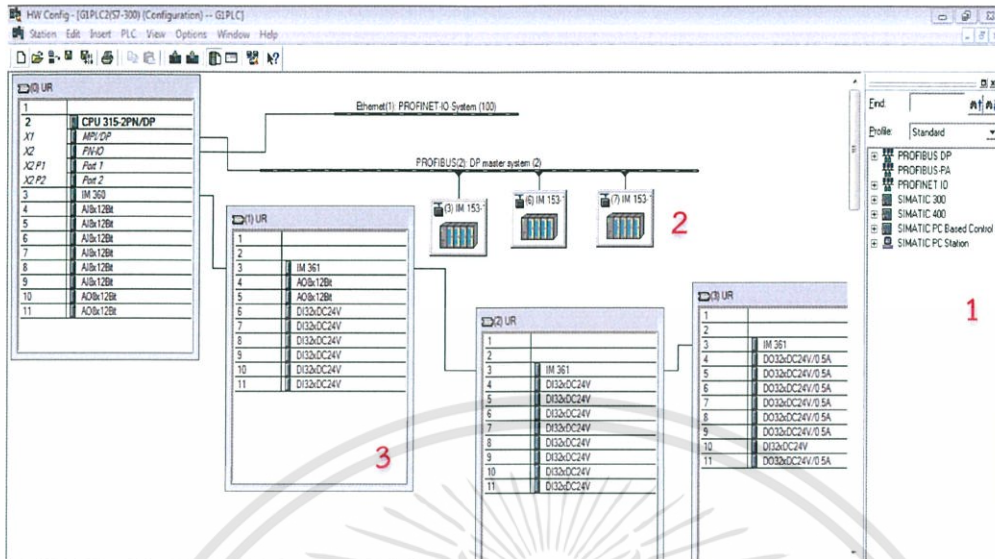 HW Config - [G1PLC2(S7-300) (Configuration) -- G1PLC]
Station Edit Insert PLC View Options Window Help
(0) UR
1
2 CPU 315-2PN/DP
X1 MPI/DP
X2 PN-IO
X2 P1 Port 1
X2 P2 Port 2
3 IM 360
4 AI8x12Bit
5 AI8x12Bit
6 AI8x12Bit
7 AI8x12Bit
8 AI8x12Bit
9 AI8x12Bit
10 AO8x12Bit
11 AO8x12Bit
Ethernet(1): PROFINET-IO-System (100)
PROFIBUS(2): DP master system (2)
(3) IM 153-
(6) IM 153-
(7) IM 153-
2
(1) UR
1
2
3 IM 361
4 AO8x12Bit
5 AO8x12Bit
6 DI32xDC24V
7 DI32xDC24V
8 DI32xDC24V
9 DI32xDC24V
10 DI32xDC24V
11 DI32xDC24V
3
(2) UR
1
2
3 IM 361
4 DI32xDC24V
5 DI32xDC24V
6 DI32xDC24V
7 DI32xDC24V
8 DI32xDC24V
9 DI32xDC24V
10 DI32xDC24V
11 DI32xDC24V
(3) UR
1
2
3 IM 361
4 DO32xDC24V/0.5A
5 DO32xDC24V/0.5A
6 DO32xDC24V/0.5A
7 DO32xDC24V/0.5A
8 DO32xDC24V/0.5A
9 DO32xDC24V/0.5A
10 DI32xDC24V
11 DO32xDC24V/0.5A
Find:
Profile: Standard
PROFIBUS DP
PROFIBUS-PA
PROFINET IO
SIMATIC 300
SIMATIC 400
SIMATIC PC Based Control
SIMATIC PC Station
1